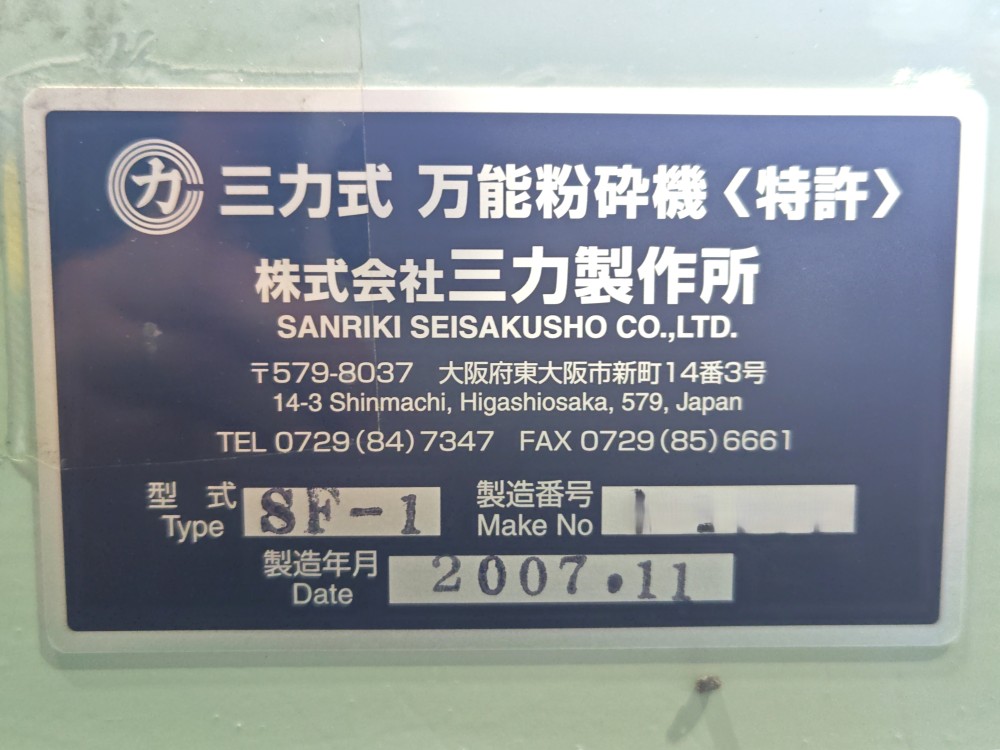 力 三力式 万能粉砕機〈特許〉
株式会社三力製作所
SANRIKI SEISAKUSHO CO.,LTD.
〒579-8037 大阪府東大阪市新町14番3号
14-3 Shinmachi, Higashiosaka, 579, Japan
TEL 0729(84)7347 FAX 0729(85)6661
型 式 SF-1 製造番号
Type Make No
製造年月 2007.11
Date